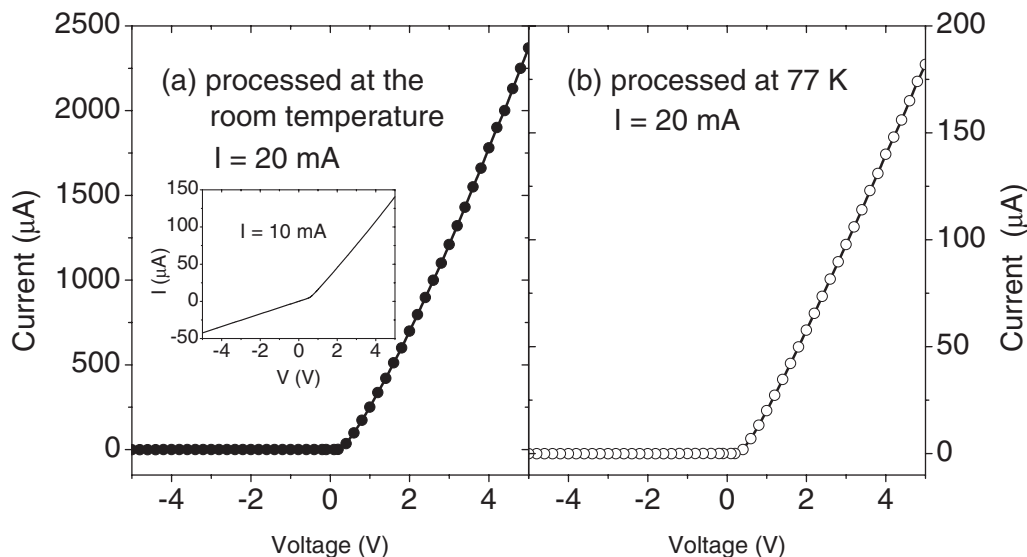 (a) processed at the
room temperature
I = 20 mA
Current (μA)
2500
2000
1500
1000
500
0
-4
-2
0
2
4
Voltage (V)
I = 10 mA
I (μA)
150
100
50
0
-50
-4
-2
0
2
4
V (V)
(b) processed at 77 K
I = 20 mA
200
150
100
50
0
Current (μA)
-4
-2
0
2
4
Voltage (V)